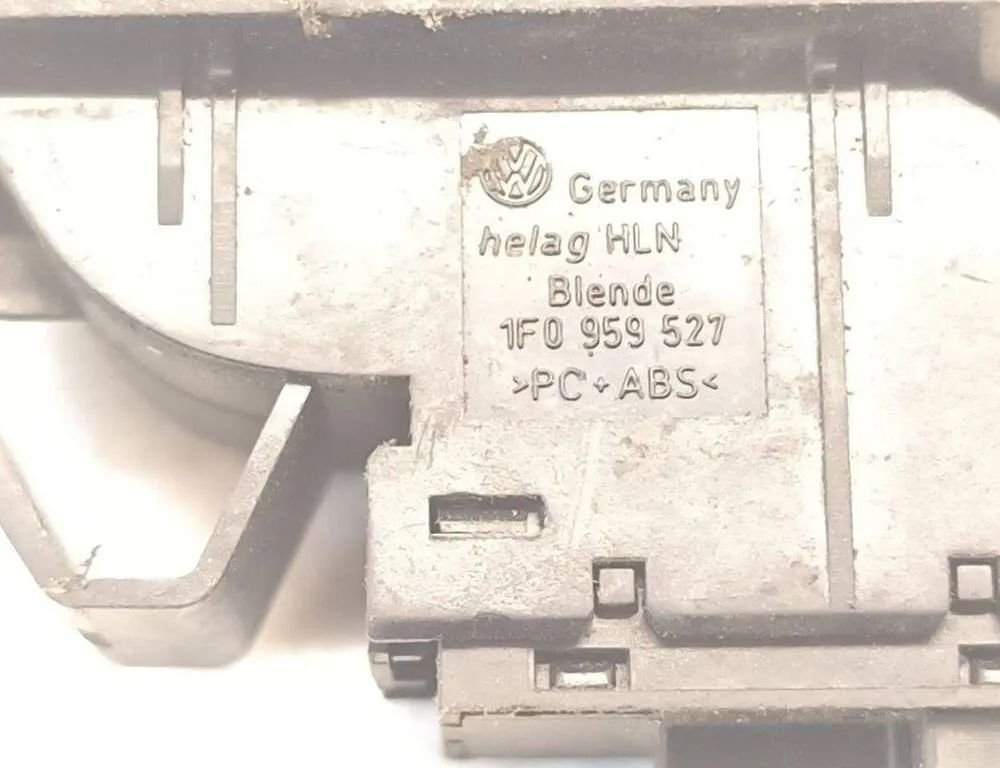 Germany
helag HLN
Blende
1F0 959 527
>PC+ABS<